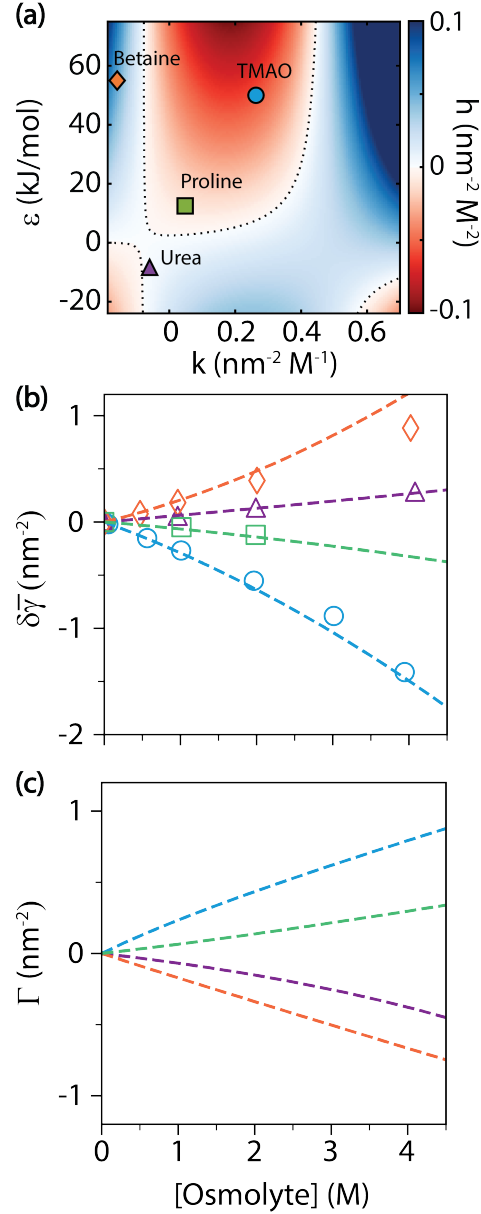 (a)
60
40
20
0
-20
ε (kJ/mol)
Betaine
TMAO
Proline
Urea
0
0.2
0.4
0.6
k (nm⁻² M⁻¹)
0.1
0
-0.1
h (nm⁻² M⁻²)
(b)
1
0
-1
-2
δγ̅ (nm⁻²)
(c)
1
0
-1
Γ (nm⁻²)
0
1
2
3
4
[Osmolyte] (M)